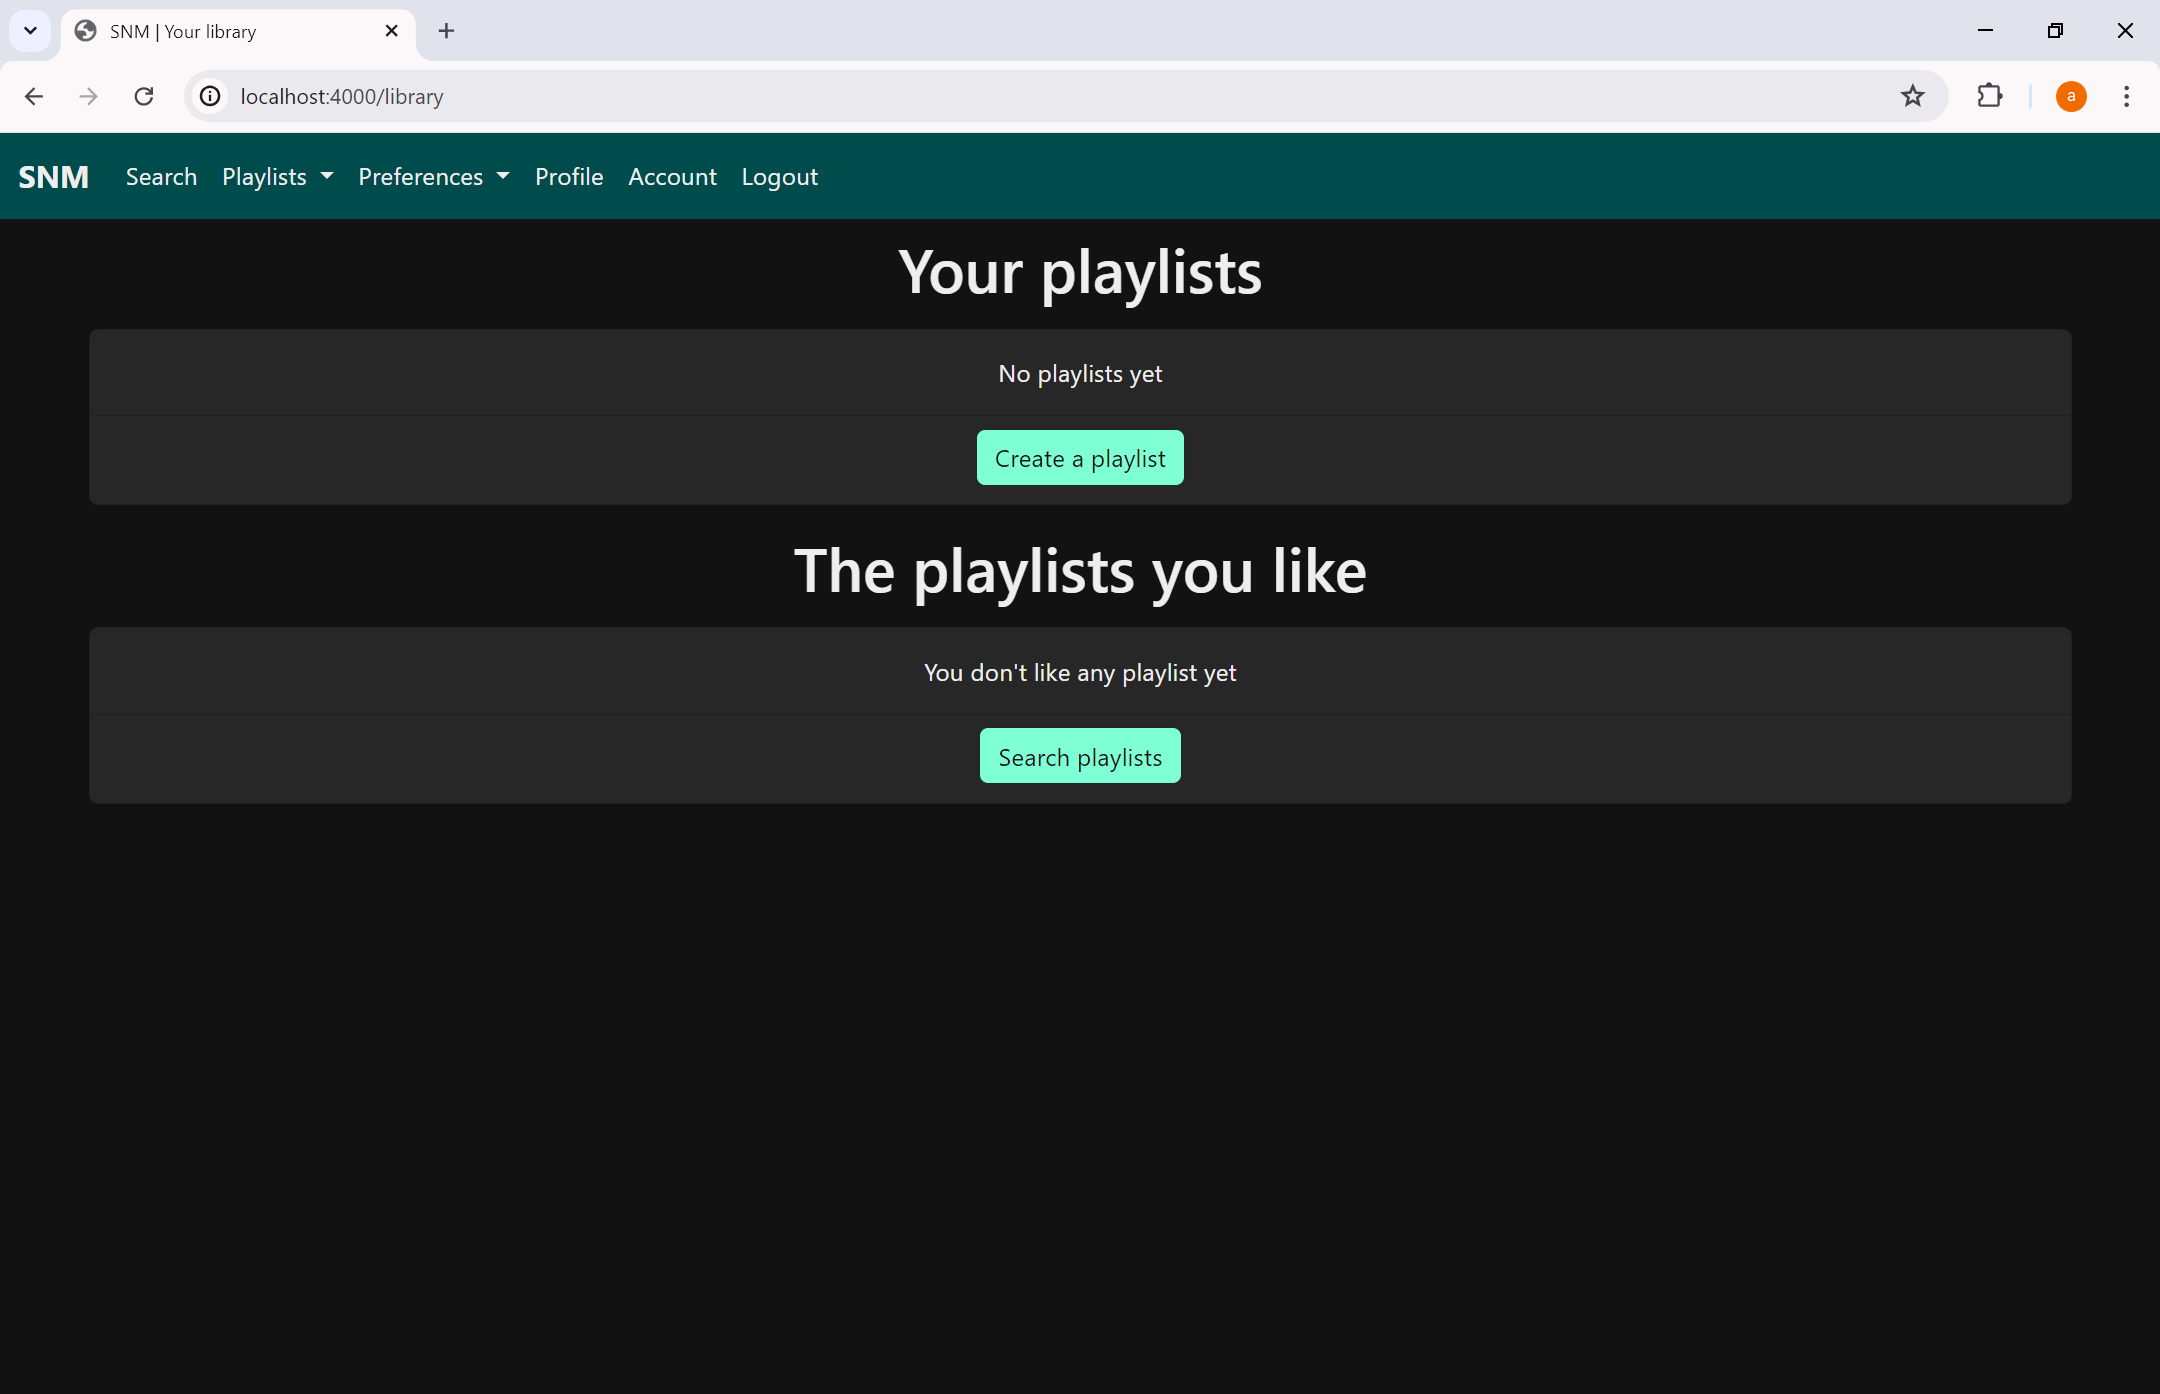 SNM | Your library
localhost:4000/library
a
SNM Search Playlists Preferences Profile Account Logout
Your playlists
No playlists yet
Create a playlist
The playlists you like
You don't like any playlist yet
Search playlists